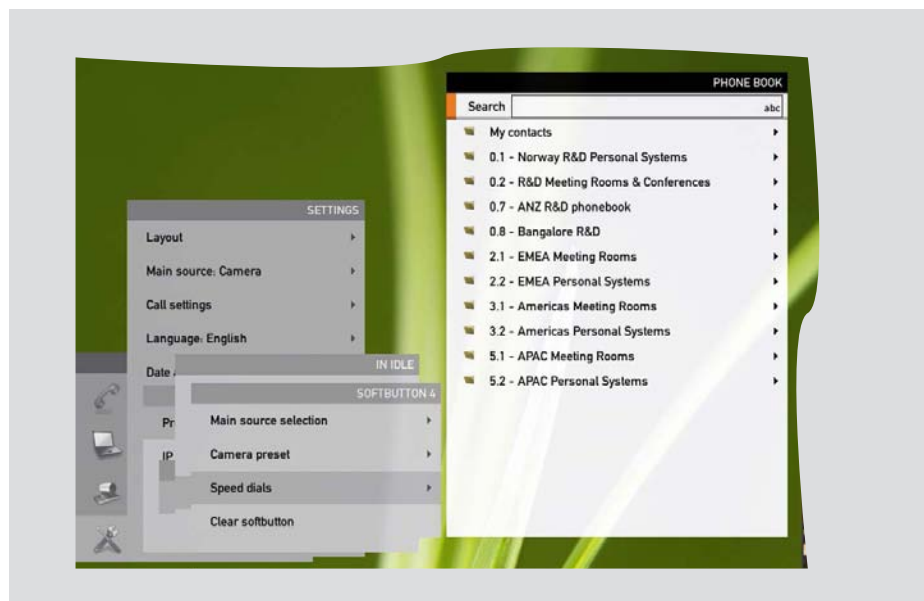 SETTINGS
Layout
Main source: Camera
Call settings
Language: English
Date
Pr
IP
IN IDLE
SOFTBUTTON 4
Main source selection
Camera preset
Speed dials
Clear softbutton
PHONE BOOK
Search abc
My contacts
0.1 - Norway R&D Personal Systems
0.2 - R&D Meeting Rooms & Conferences
0.7 - ANZ R&D phonebook
0.8 - Bangalore R&D
2.1 - EMEA Meeting Rooms
2.2 - EMEA Personal Systems
3.1 - Americas Meeting Rooms
3.2 - Americas Personal Systems
5.1 - APAC Meeting Rooms
5.2 - APAC Personal Systems